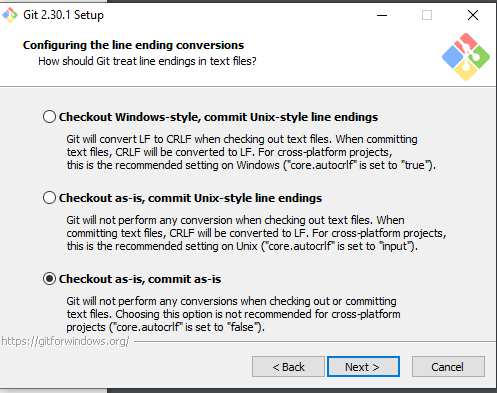 Git 2.30.1 Setup
Configuring the line ending conversions
How should Git treat line endings in text files?
Checkout Windows-style, commit Unix-style line endings
Git will convert LF to CRLF when checking out text files. When committing
text files, CRLF will be converted to LF. For cross-platform projects,
this is the recommended setting on Windows ("core.autocrlf" is set to "true").
Checkout as-is, commit Unix-style line endings
Git will not perform any conversion when checking out text files. When
committing text files, CRLF will be converted to LF. For cross-platform projects,
this is the recommended setting on Unix ("core.autocrlf" is set to "input").
Checkout as-is, commit as-is
Git will not perform any conversions when checking out or committing
text files. Choosing this option is not recommended for cross-platform
projects ("core.autocrlf" is set to "false").
https://gitforwindows.org/
< Back Next > Cancel